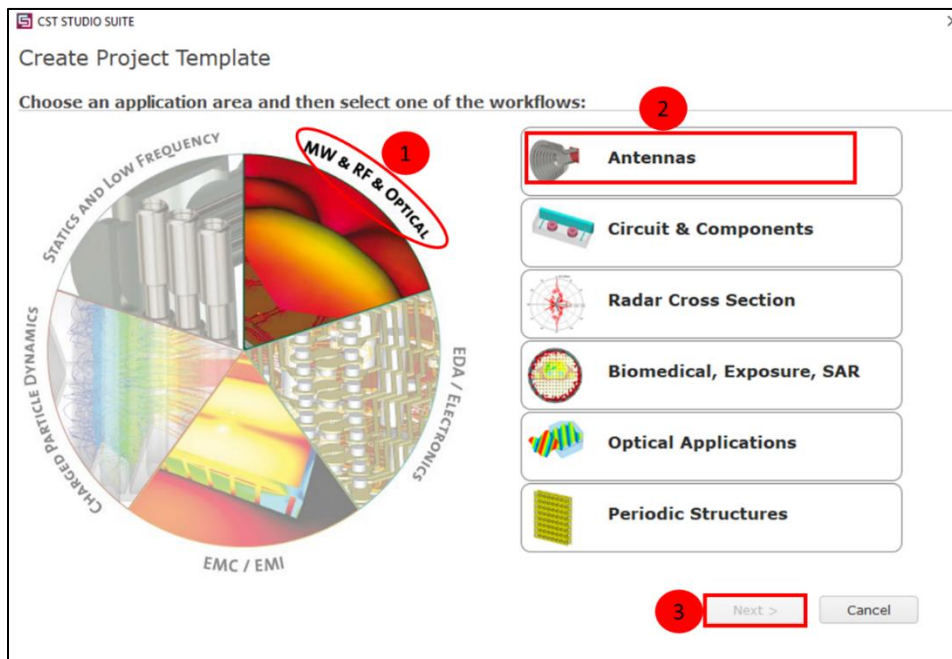 CST STUDIO SUITE
Create Project Template
Choose an application area and then select one of the workflows:
STATICS AND LOW FREQUENCY
MW & RF & OPTICAL
1
EDA / ELECTRONICS
EMC / EMI
CHARGED PARTICLE DYNAMICS
2
Antennas
Circuit & Components
Radar Cross Section
Biomedical, Exposure, SAR
Optical Applications
Periodic Structures
3
Next >
Cancel